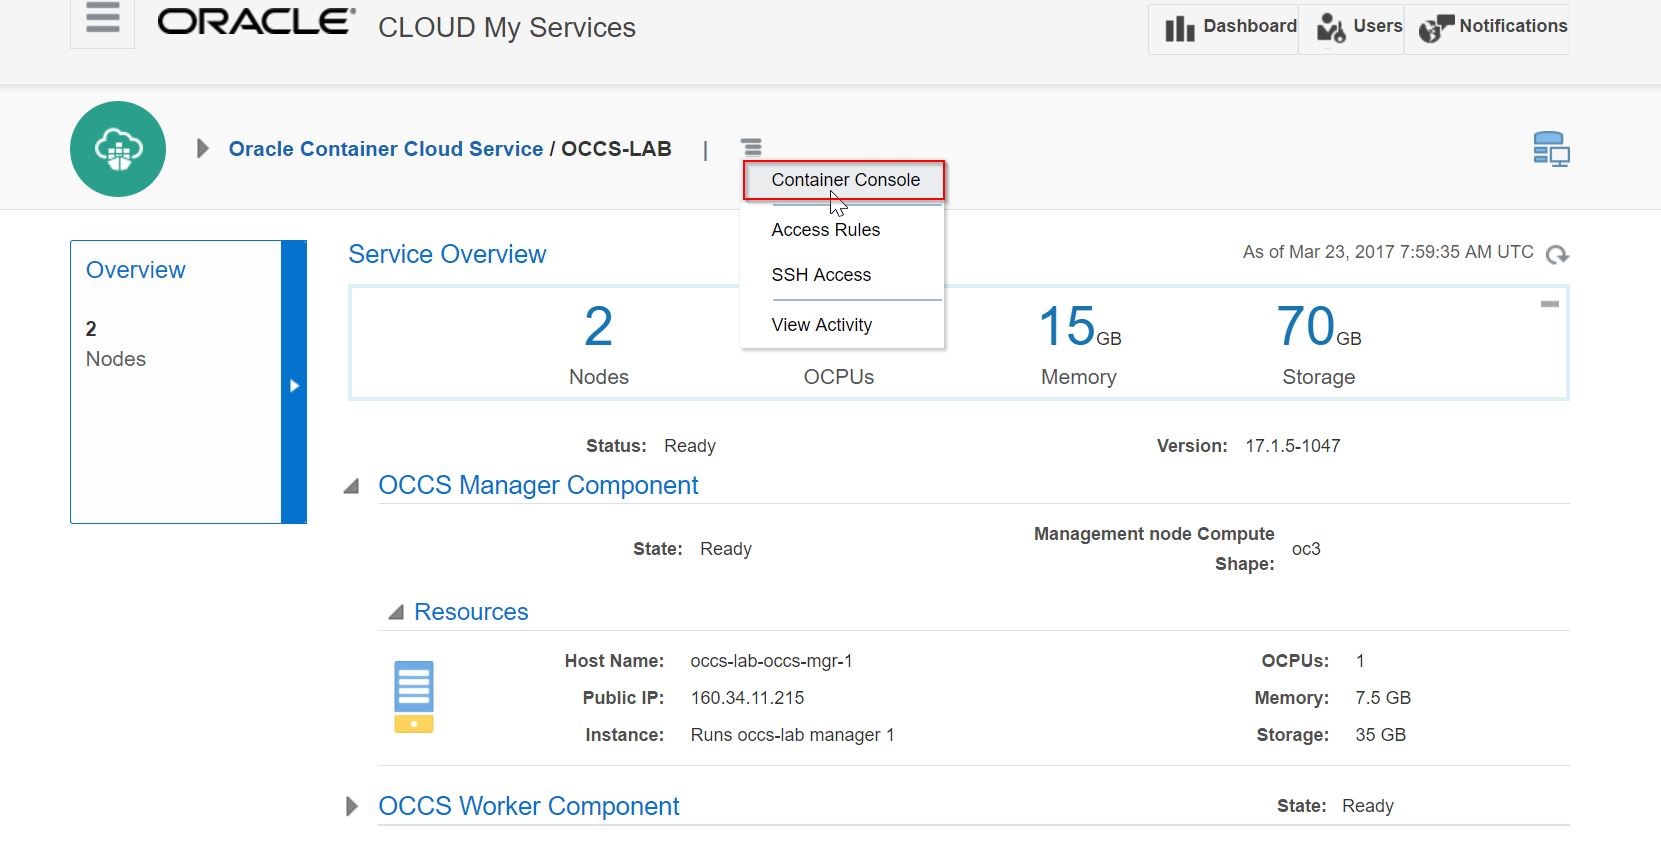 ORACLE® CLOUD My Services
Dashboard
Users
Notifications
Oracle Container Cloud Service / OCCS-LAB |
Container Console
Access Rules
SSH Access
View Activity
Overview
2
Nodes
Service Overview
As of Mar 23, 2017 7:59:35 AM UTC
2
Nodes
OCPUs
15 GB
Memory
70 GB
Storage
Status: Ready
Version: 17.1.5-1047
OCCS Manager Component
State: Ready
Management node Compute
Shape: oc3
Resources
Host Name: occs-lab-occs-mgr-1
OCPUs: 1
Public IP: 160.34.11.215
Memory: 7.5 GB
Instance: Runs occs-lab manager 1
Storage: 35 GB
OCCS Worker Component
State: Ready